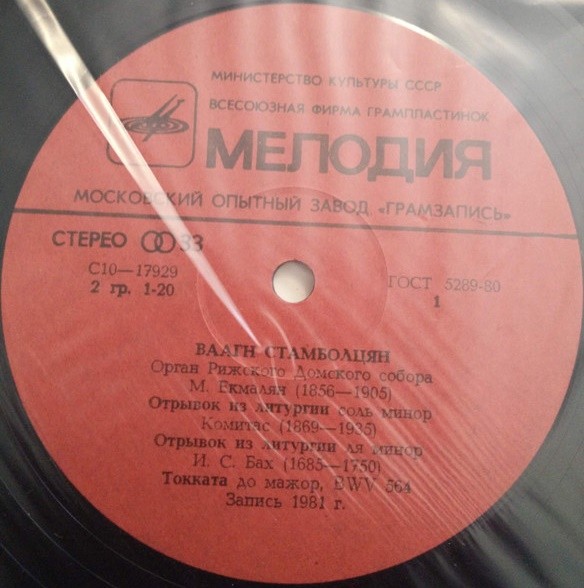 МИНИСТЕРСТВО КУЛЬТУРЫ СССР
ВСЕСОЮЗНАЯ ФИРМА ГРАМПЛАСТИНОК
МЕЛОДИЯ
МОСКОВСКИЙ ОПЫТНЫЙ ЗАВОД «ГРАМЗАПИСЬ»
СТЕРЕО 33
С10—17929
2 гр. 1-20
ГОСТ 5289-80
1
ВААГН СТАМБОЛЦЯН
Орган Рижского Домского собора
М. Екмалян (1856—1905)
Отрывок из литургии соль минор
Комитас (1869—1935)
Отрывок из литургии ля минор
И. С. Бах (1685—1750)
Токката до мажор, BWV 564
Запись 1981 г.